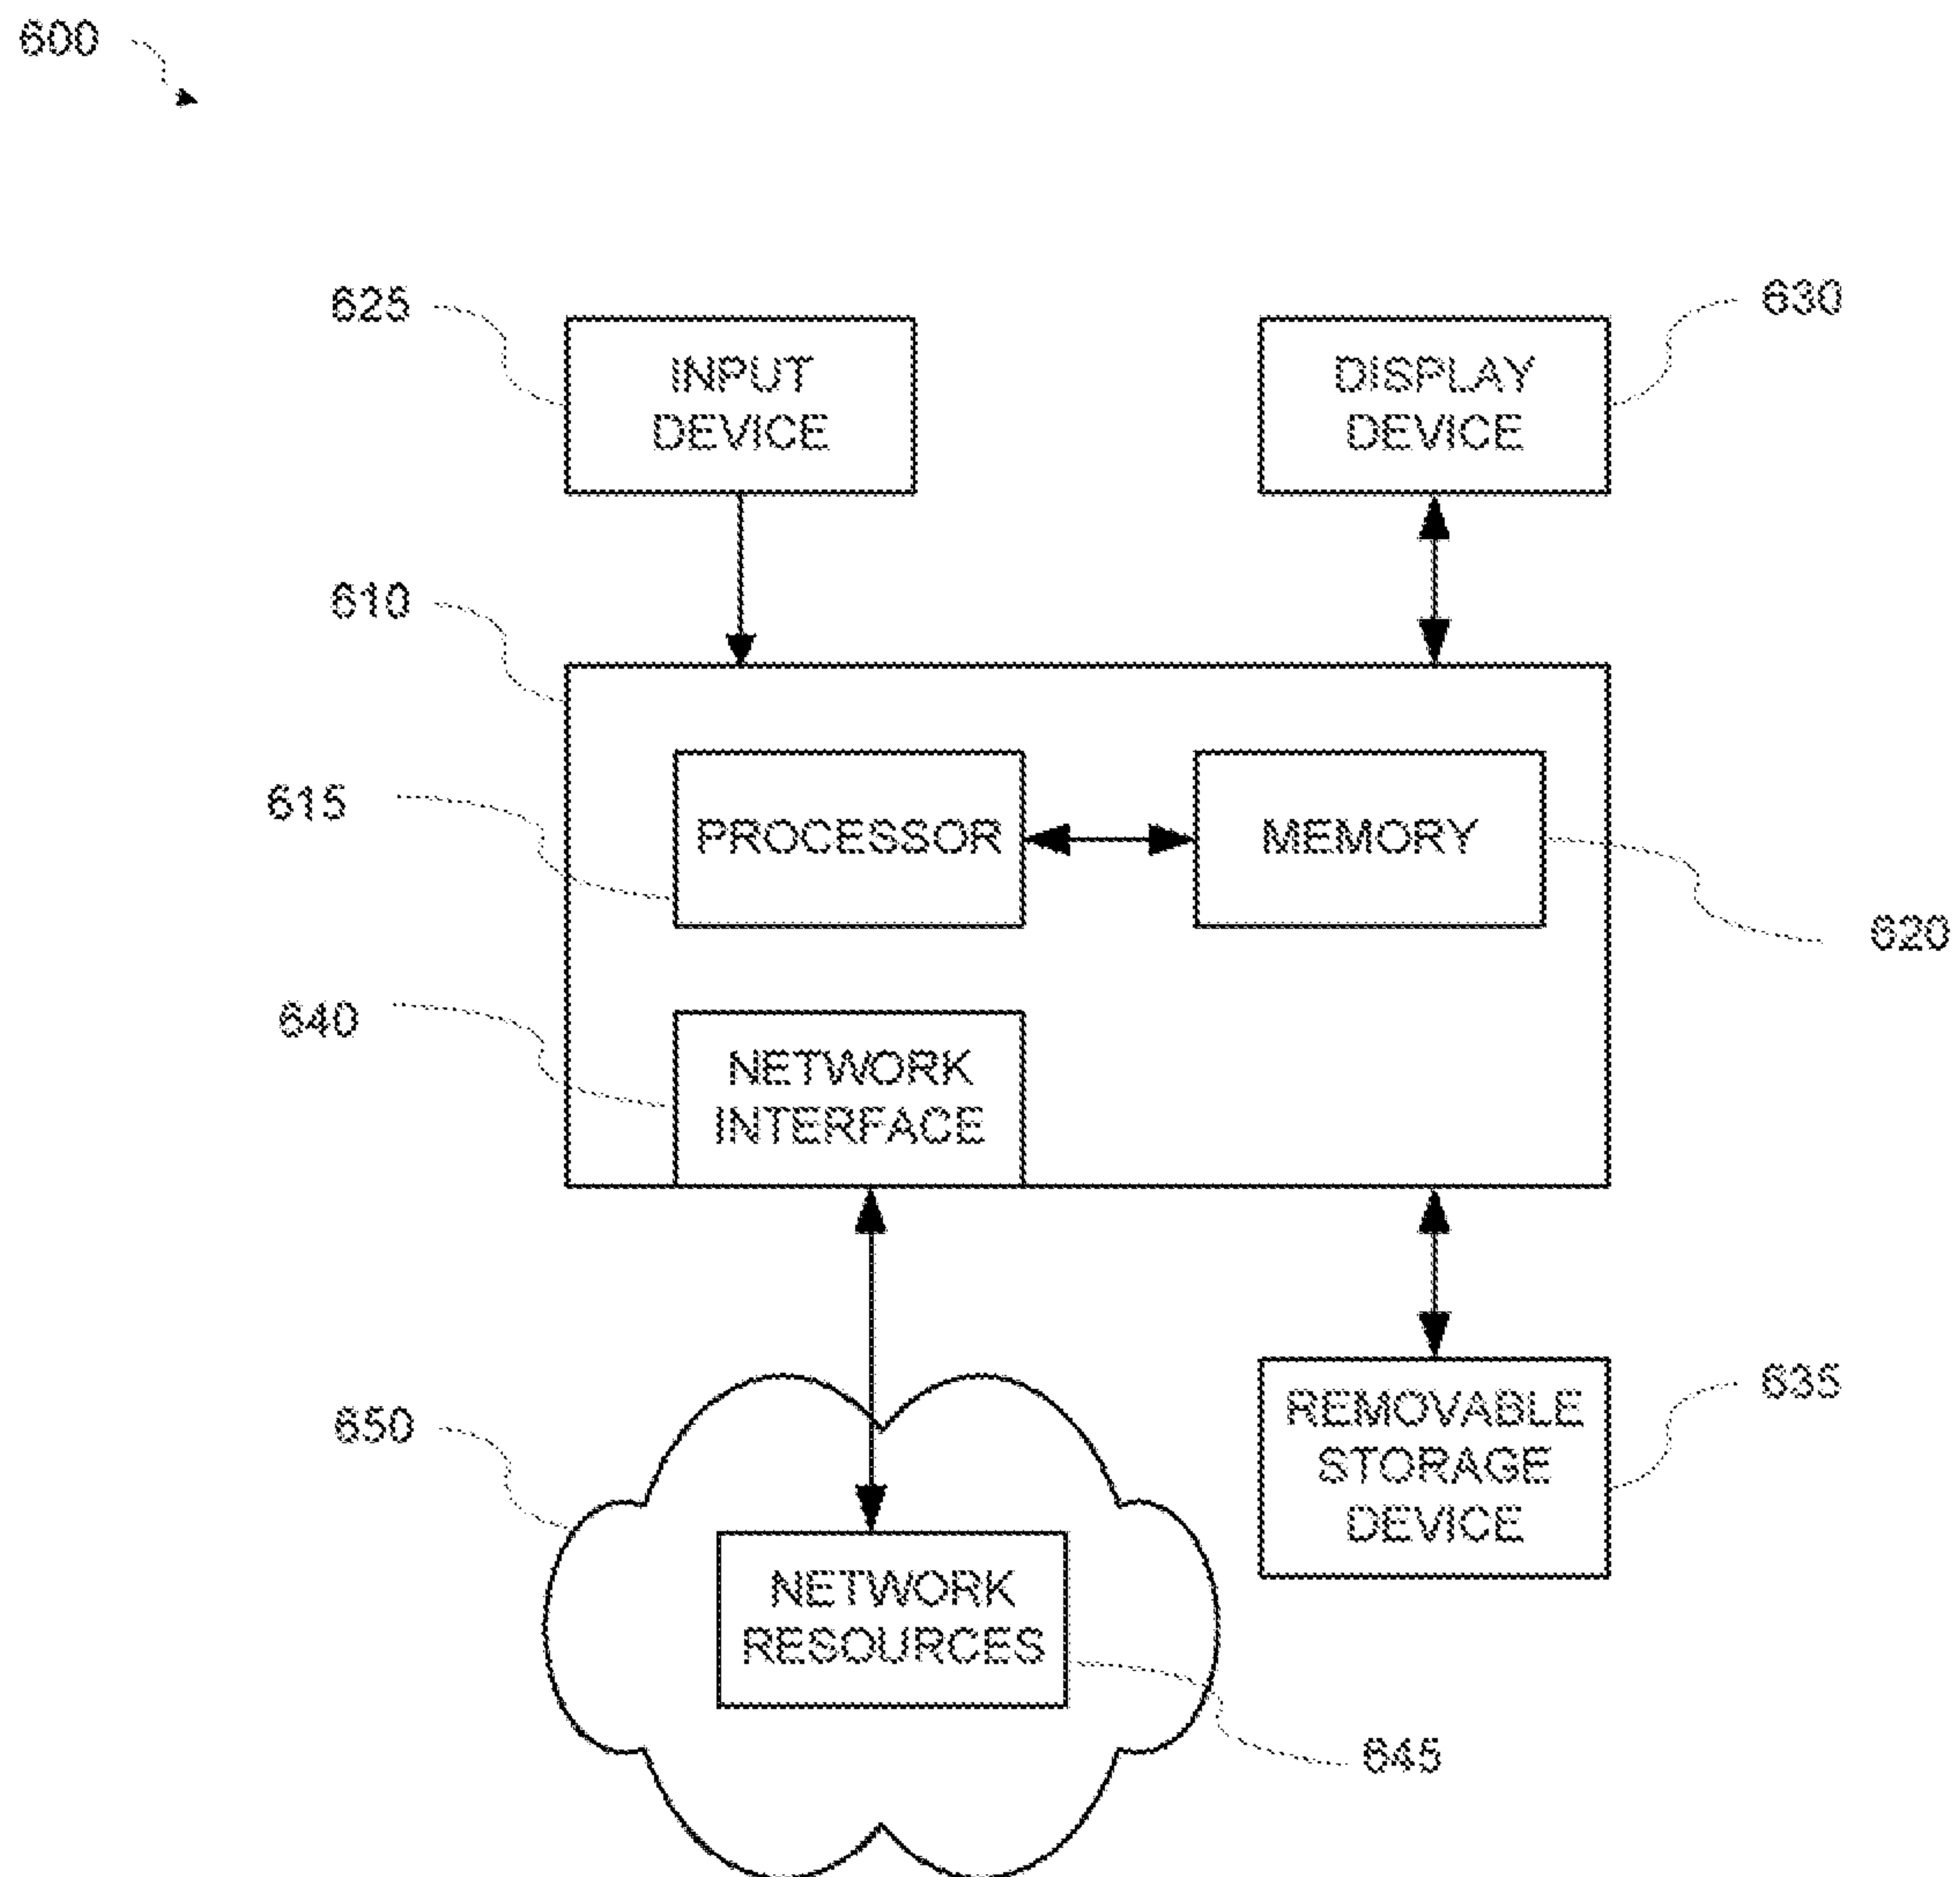 600
625
INPUT
DEVICE
DISPLAY
DEVICE
630
610
615
PROCESSOR
MEMORY
620
640
NETWORK
INTERFACE
650
NETWORK
RESOURCES
645
REMOVABLE
STORAGE
DEVICE
635